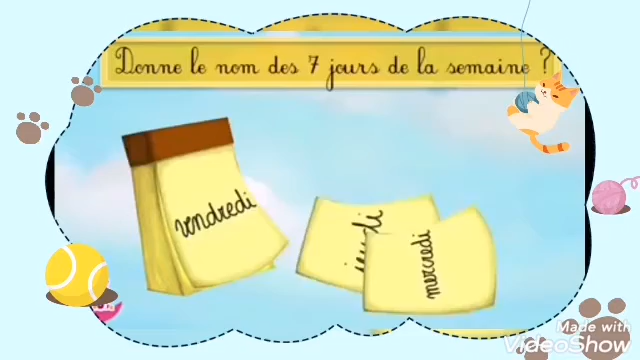 Donne le nom des 7 jours de la semaine ?
vendredi
mercredi
Made with
VideoShow